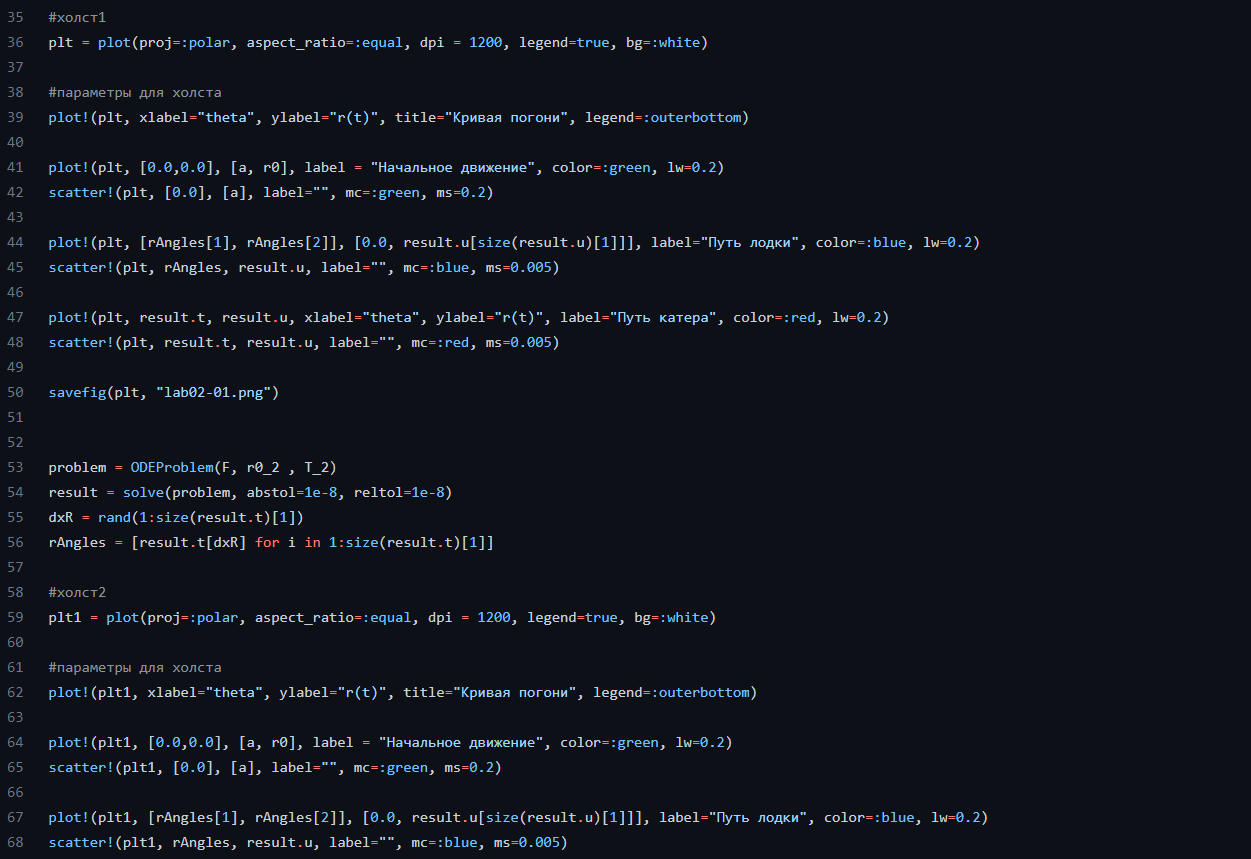 35 #холст1
36 plt = plot(proj=:polar, aspect_ratio=:equal, dpi = 1200, legend=true, bg=:white)
37
38 #параметры для холста
39 plot!(plt, xlabel="theta", ylabel="r(t)", title="Кривая погони", legend=:outerbottom)
40
41 plot!(plt, [0.0,0.0], [a, r0], label = "Начальное движение", color=:green, lw=0.2)
42 scatter!(plt, [0.0], [a], label="", mc=:green, ms=0.2)
43
44 plot!(plt, [rAngles[1], rAngles[2]], [0.0, result.u[size(result.u)[1]]], label="Путь лодки", color=:blue, lw=0.2)
45 scatter!(plt, rAngles, result.u, label="", mc=:blue, ms=0.005)
46
47 plot!(plt, result.t, result.u, xlabel="theta", ylabel="r(t)", label="Путь катера", color=:red, lw=0.2)
48 scatter!(plt, result.t, result.u, label="", mc=:red, ms=0.005)
49
50 savefig(plt, "lab02-01.png")
51
52
53 problem = ODEProblem(F, r0_2 , T_2)
54 result = solve(problem, abstol=1e-8, reltol=1e-8)
55 dxR = rand(1:size(result.t)[1])
56 rAngles = [result.t[dxR] for i in 1:size(result.t)[1]]
57
58 #холст2
59 plt1 = plot(proj=:polar, aspect_ratio=:equal, dpi = 1200, legend=true, bg=:white)
60
61 #параметры для холста
62 plot!(plt1, xlabel="theta", ylabel="r(t)", title="Кривая погони", legend=:outerbottom)
63
64 plot!(plt1, [0.0,0.0], [a, r0], label = "Начальное движение", color=:green, lw=0.2)
65 scatter!(plt1, [0.0], [a], label="", mc=:green, ms=0.2)
66
67 plot!(plt1, [rAngles[1], rAngles[2]], [0.0, result.u[size(result.u)[1]]], label="Путь лодки", color=:blue, lw=0.2)
68 scatter!(plt1, rAngles, result.u, label="", mc=:blue, ms=0.005)